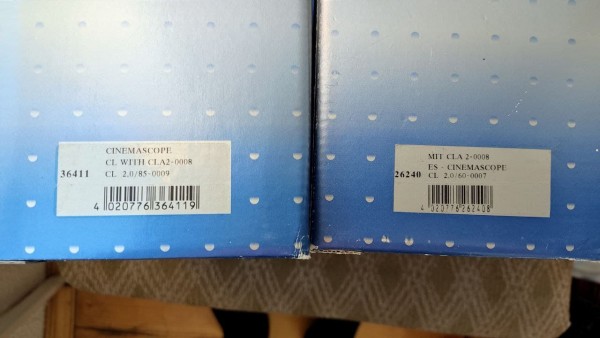 CINEMASCOPE
CL WITH CLA2-0008
36411
CL 2.0/85-0009
4 020776 364119
MIT CLA 2-0008
ES - CINEMASCOPE
26240
CL 2.0/60-0007
4 020776 262408